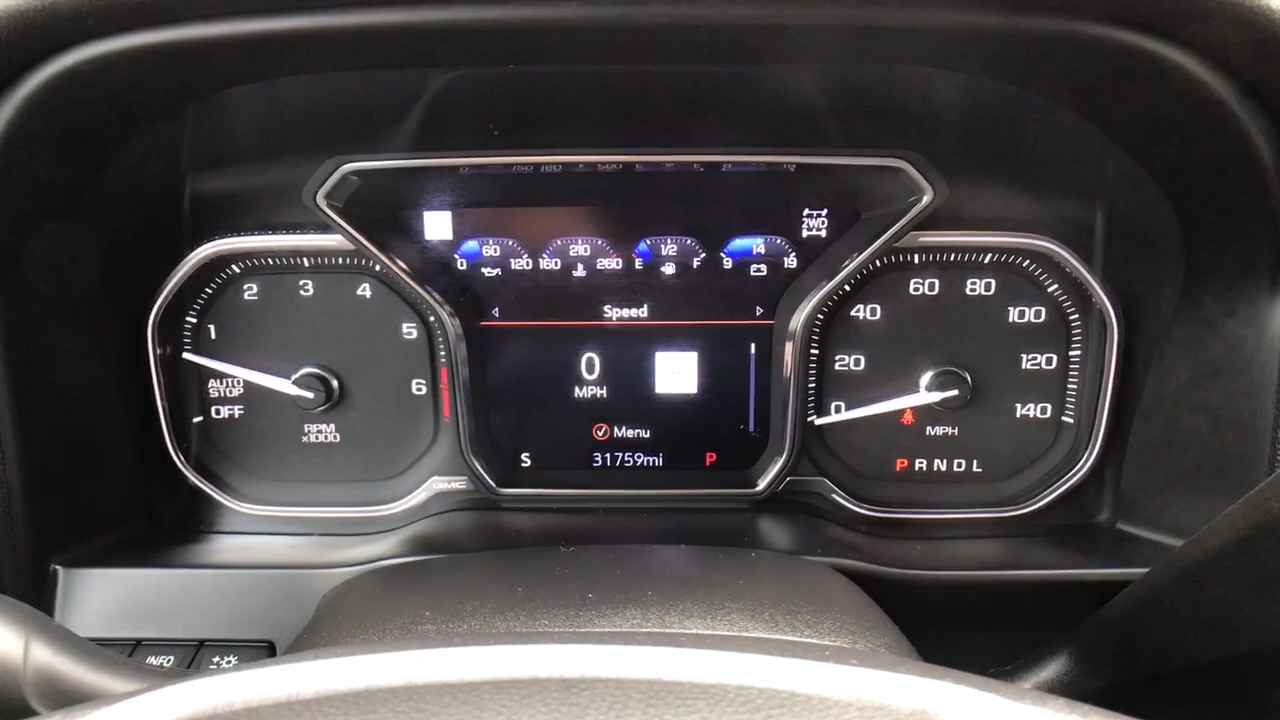 2WD
60
210
1/2
14
0 120
160 260
E F
9 19
Speed
0
MPH
Menu
S 31759mi P
1 2 3 4 5 6
AUTO
STOP
OFF
RPM
x1000
GMC
0 20 40 60 80 100 120 140
MPH
P R N D L
INFO